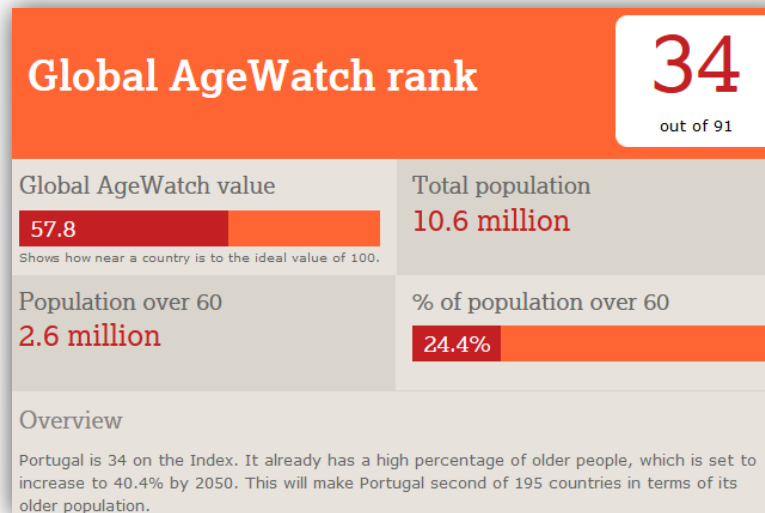 Global AgeWatch rank
34
out of 91
Global AgeWatch value
57.8
Shows how near a country is to the ideal value of 100.
Total population
10.6 million
Population over 60
2.6 million
% of population over 60
24.4%
Overview
Portugal is 34 on the Index. It already has a high percentage of older people, which is set to
increase to 40.4% by 2050. This will make Portugal second of 195 countries in terms of its
older population.